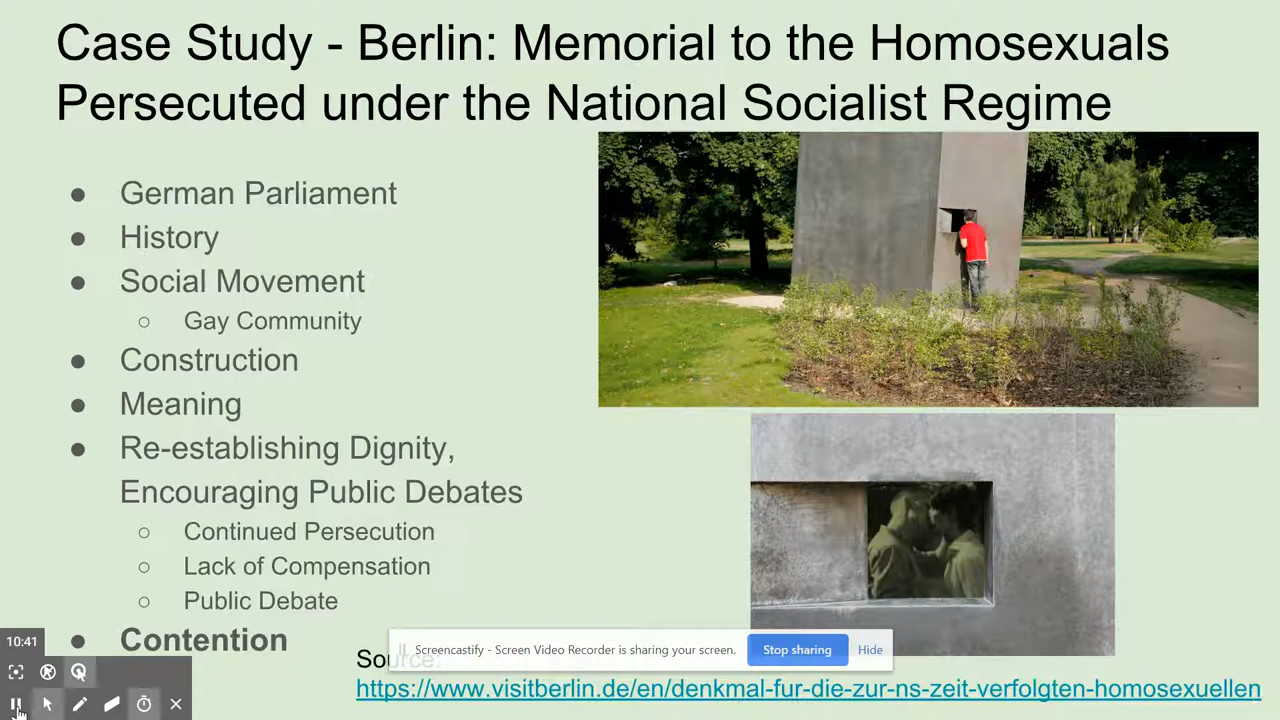 Case Study - Berlin: Memorial to the Homosexuals
Persecuted under the National Socialist Regime
● German Parliament
● History
● Social Movement
○ Gay Community
● Construction
● Meaning
● Re-establishing Dignity,
Encouraging Public Debates
○ Continued Persecution
○ Lack of Compensation
○ Public Debate
● Contention
10:41
Screencastify - Screen Video Recorder is sharing your screen.
Stop sharing
Hide
Source:
https://www.visitberlin.de/en/denkmal-fur-die-zur-ns-zeit-verfolgten-homosexuellen